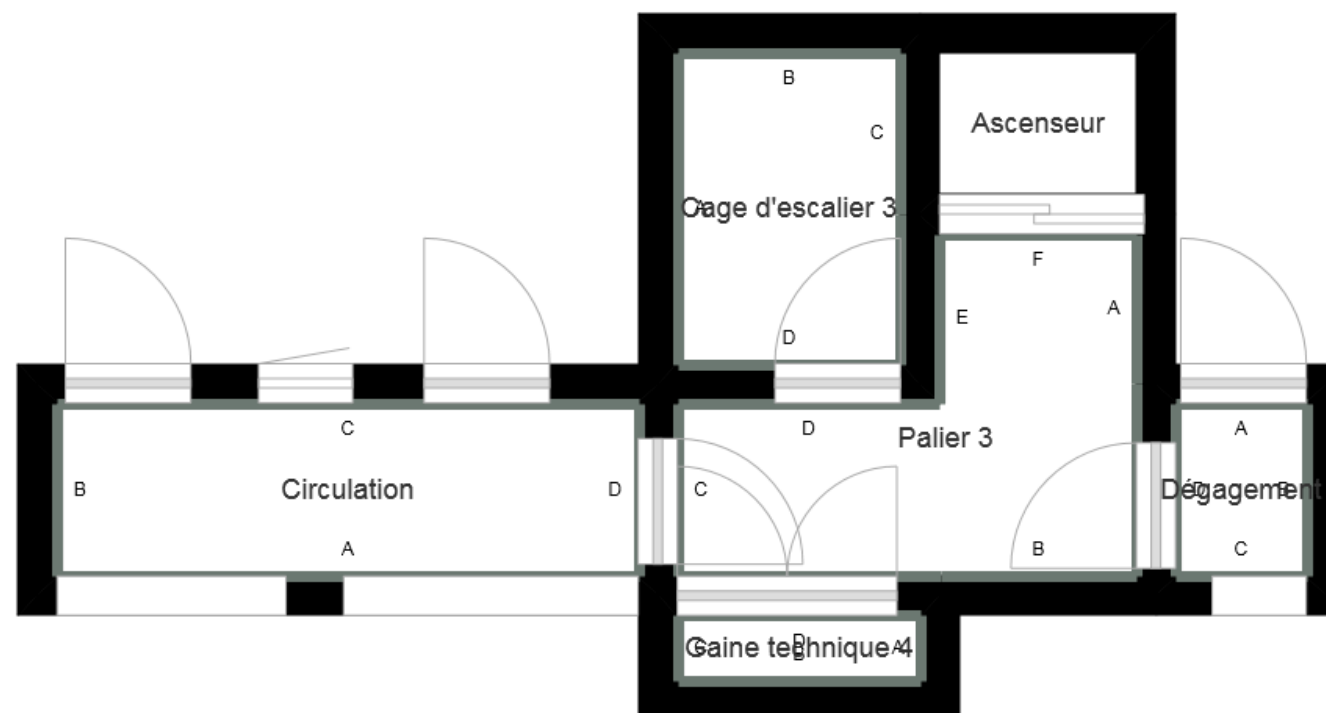 B
C
Ascenseur
A
Cage d'escalier 3
D
F
E
A
C
B
Circulation
D
A
D
Palier 3
C
B
A
D
Dégagement
B
C
D
C
Gaine technique 4
B
A